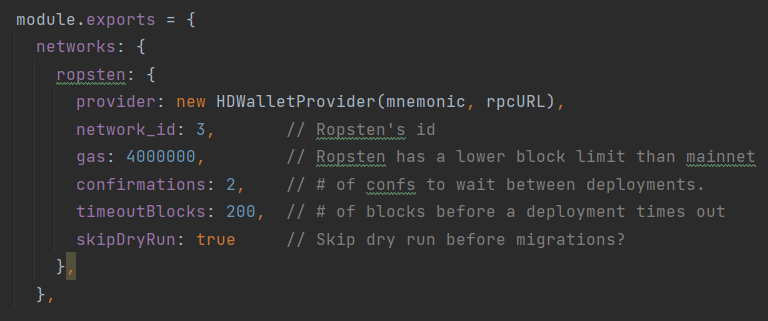 module.exports = {
  networks: {
    ropsten: {
      provider: new HDWalletProvider(mnemonic, rpcURL),
      network_id: 3,       // Ropsten's id
      gas: 4000000,        // Ropsten has a lower block limit than mainnet
      confirmations: 2,    // # of confs to wait between deployments.
      timeoutBlocks: 200,  // # of blocks before a deployment times out
      skipDryRun: true     // Skip dry run before migrations?
    },
  },